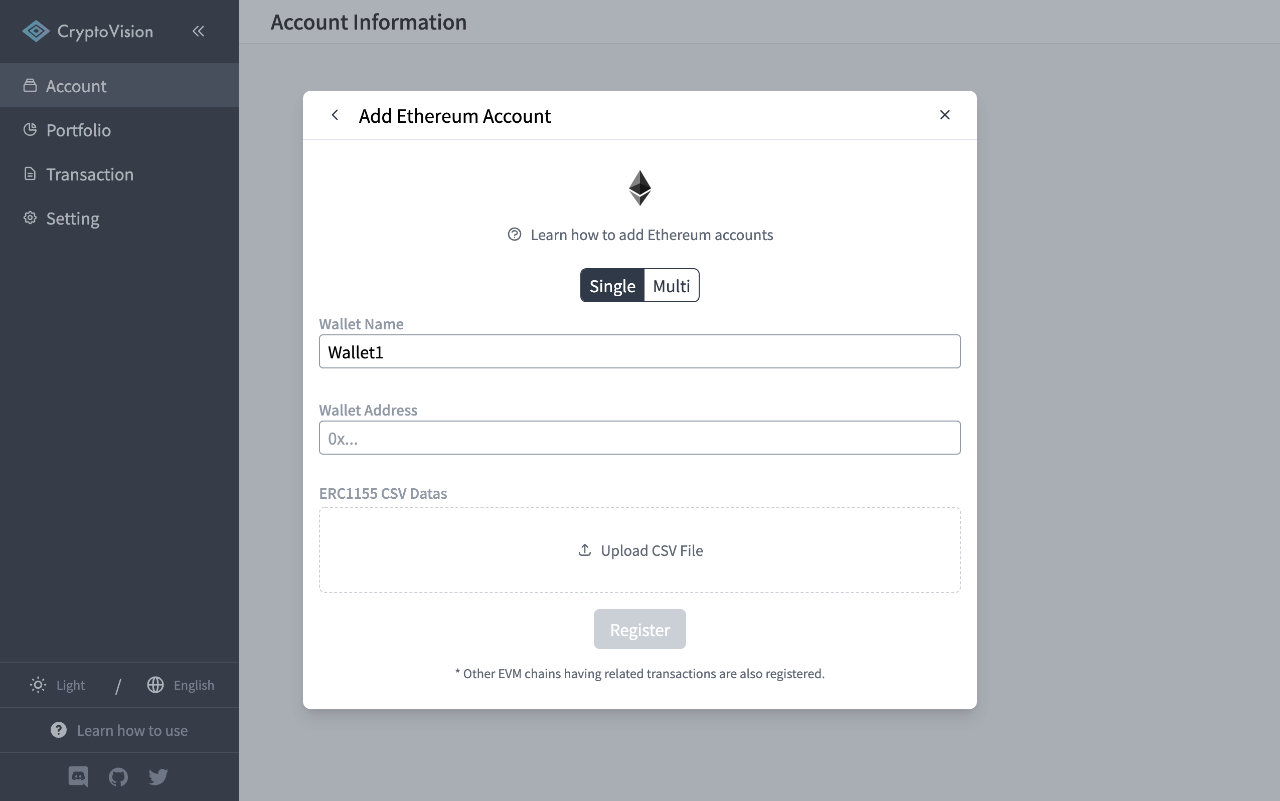 CryptoVision
Account
Portfolio
Transaction
Setting
Light / English
Learn how to use
Account Information
Add Ethereum Account
Learn how to add Ethereum accounts
Single Multi
Wallet Name
Wallet1
Wallet Address
0x...
ERC1155 CSV Datas
Upload CSV File
Register
* Other EVM chains having related transactions are also registered.